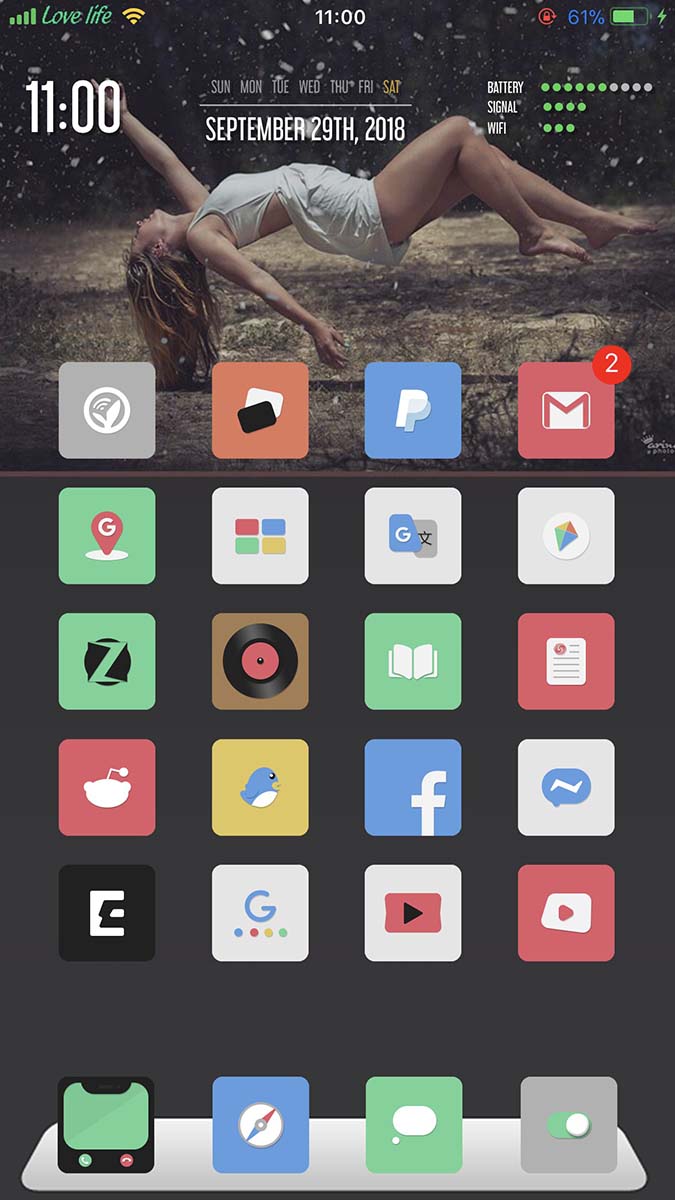 Love life
11:00
61%
11:00
SUN MON TUE WED THU FRI SAT
SEPTEMBER 29TH, 2018
BATTERY
SIGNAL
WIFI
2
G
G 文
Z
f
G